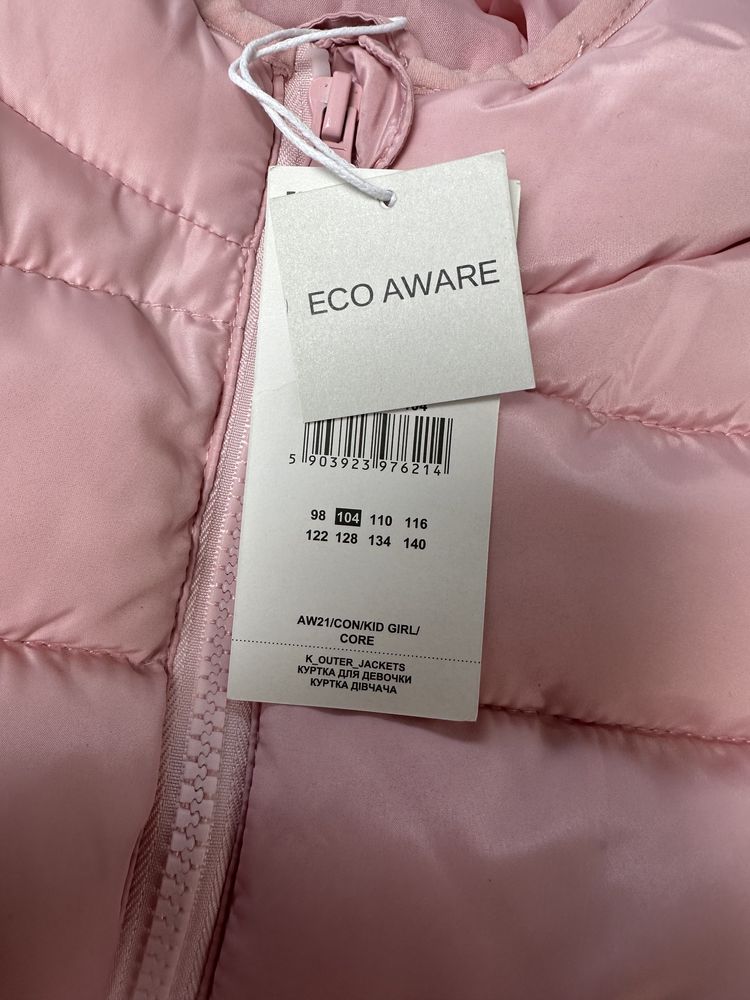 ECO AWARE
104
5 903923 976214
98 104 110 116
122 128 134 140
AW21/CON/KID GIRL/
CORE
K_OUTER_JACKETS
КУРТКА ДЛЯ ДЕВОЧКИ
КУРТКА ДІВЧАЧА